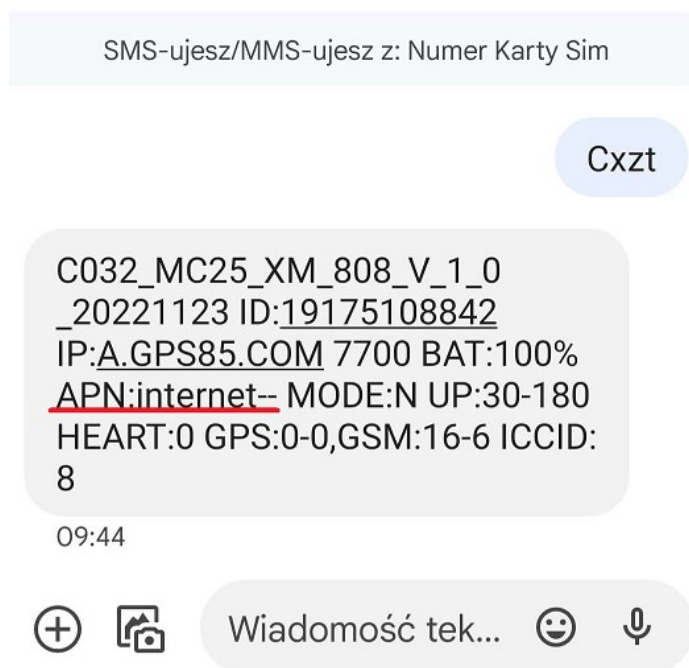 SMS-ujesz/MMS-ujesz z: Numer Karty Sim
Cxzt
C032_MC25_XM_808_V_1_0
_20221123 ID:19175108842
IP:A.GPS85.COM 7700 BAT:100%
APN:internet-- MODE:N UP:30-180
HEART:0 GPS:0-0,GSM:16-6 ICCID:
8
09:44
Wiadomość tek...